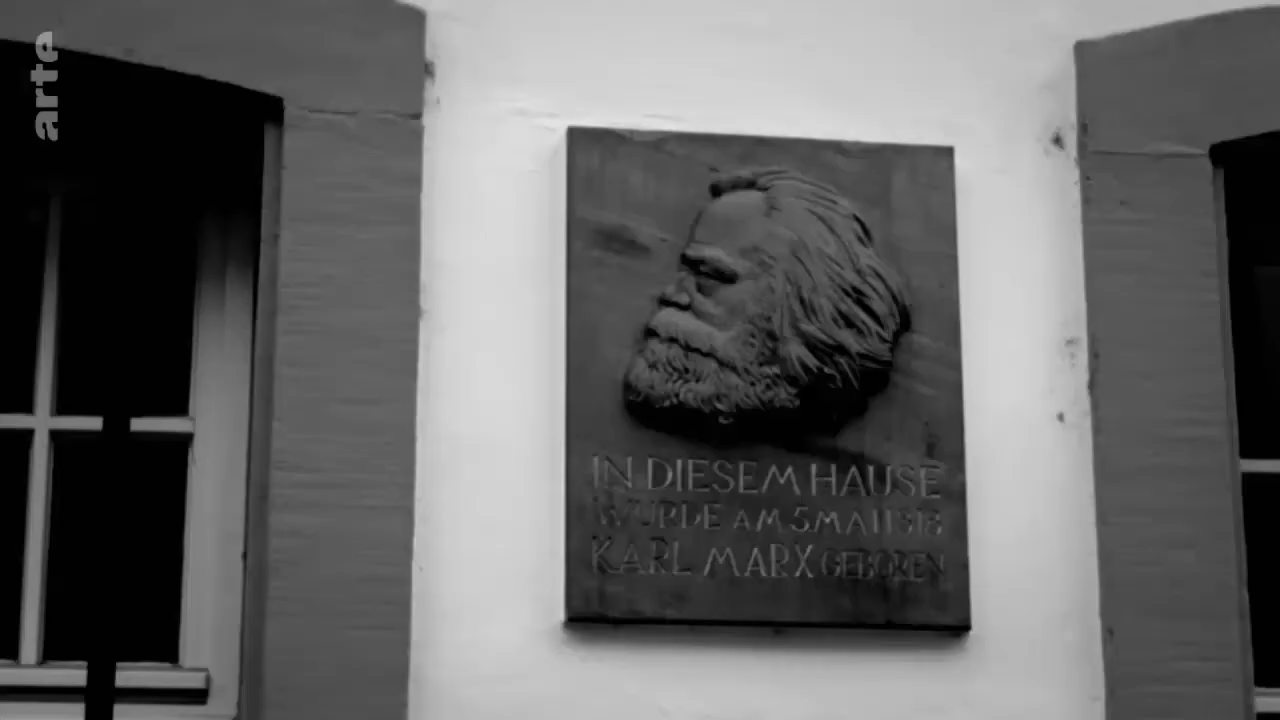 arte
IN DIESEM HAUSE
WURDE AM 5 MAI 1818
KARL MARX GEBOREN